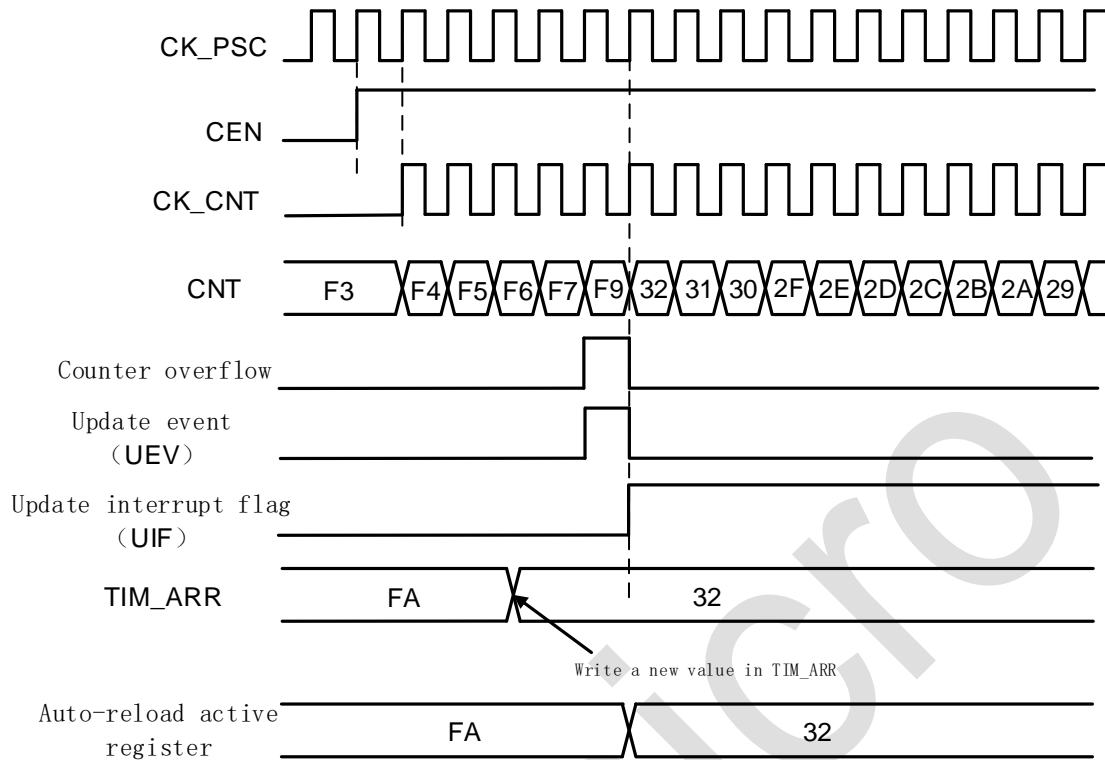 CK_PSC
CEN
CK_CNT
CNT F3 F4 F5 F6 F7 F9 32 31 30 2F 2E 2D 2C 2B 2A 29
Counter overflow
Update event
（UEV）
Update interrupt flag
（UIF）
TIM_ARR FA 32
Write a new value in TIM_ARR
Auto-reload active
register
FA 32
icro